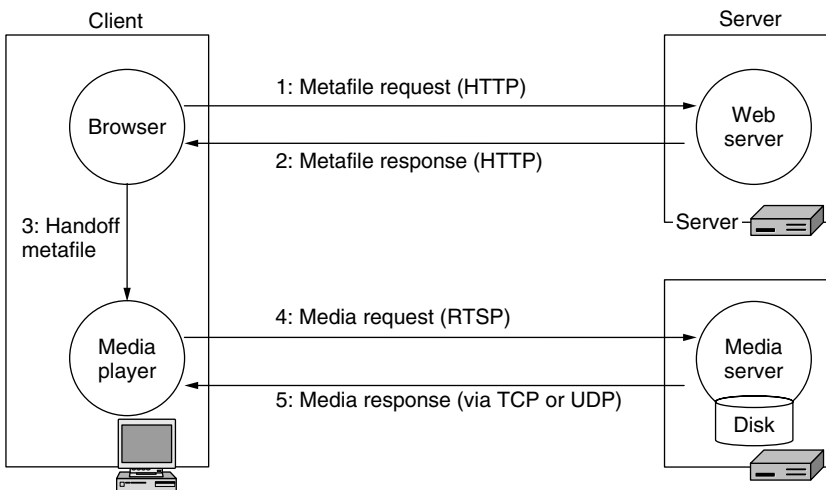 Client
Server
1: Metafile request (HTTP)
Browser
Web
server
2: Metafile response (HTTP)
3: Handoff
metafile
Server
4: Media request (RTSP)
Media
player
Media
server
5: Media response (via TCP or UDP)
Disk